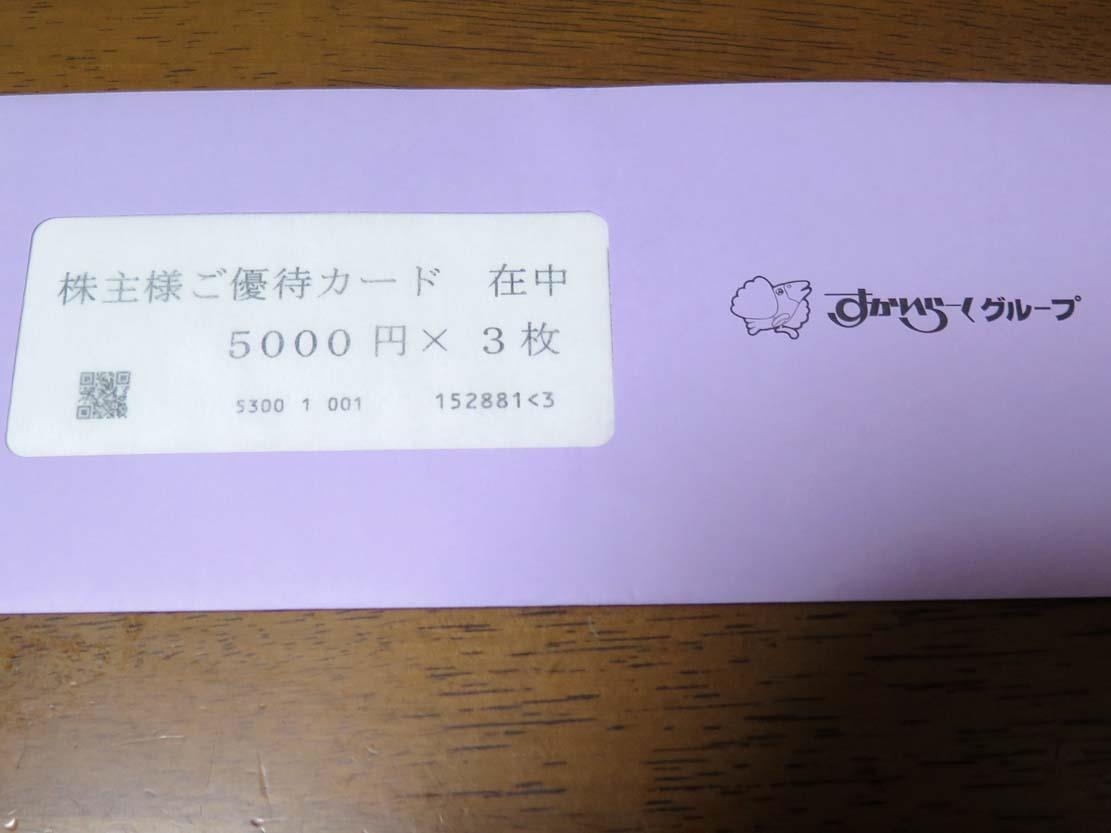 株主様ご優待カード　在中
5000円×　3枚
5300 1 001　152881<3
すかいらーくグループ